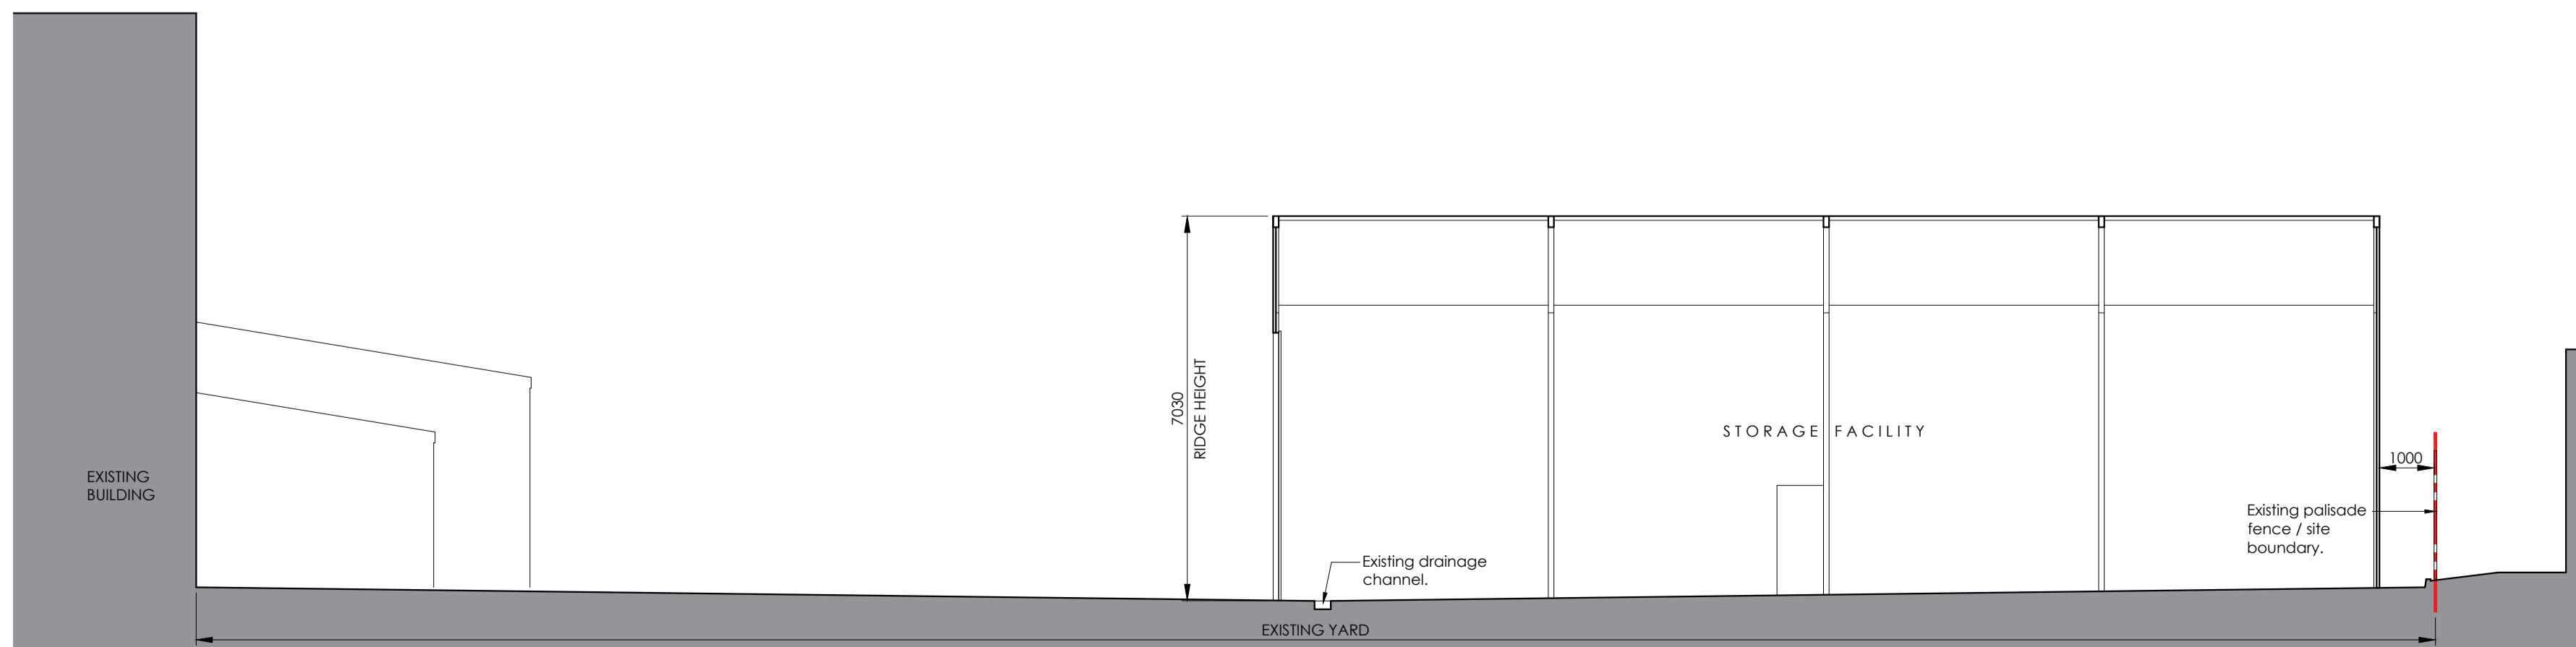 EXISTING
BUILDING
7030
RIDGE HEIGHT
STORAGE FACILITY
1000
Existing palisade
fence / site
boundary.
Existing drainage
channel.
EXISTING YARD